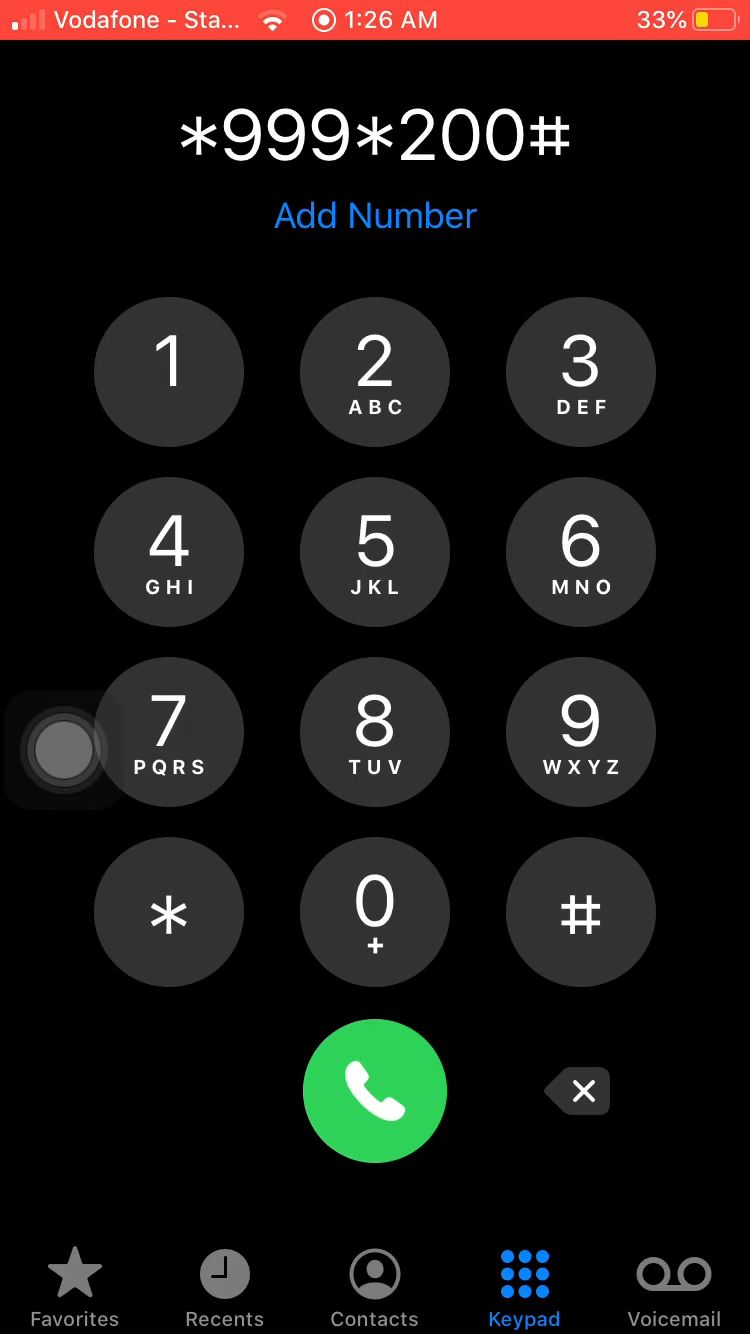 Vodafone - Sta... 1:26 AM 33%
*999*200#
Add Number
1 2 3
ABC DEF
4 5 6
GHI JKL MNO
7 8 9
PQRS TUV WXYZ
* 0 #
+
Favorites Recents Contacts Keypad Voicemail